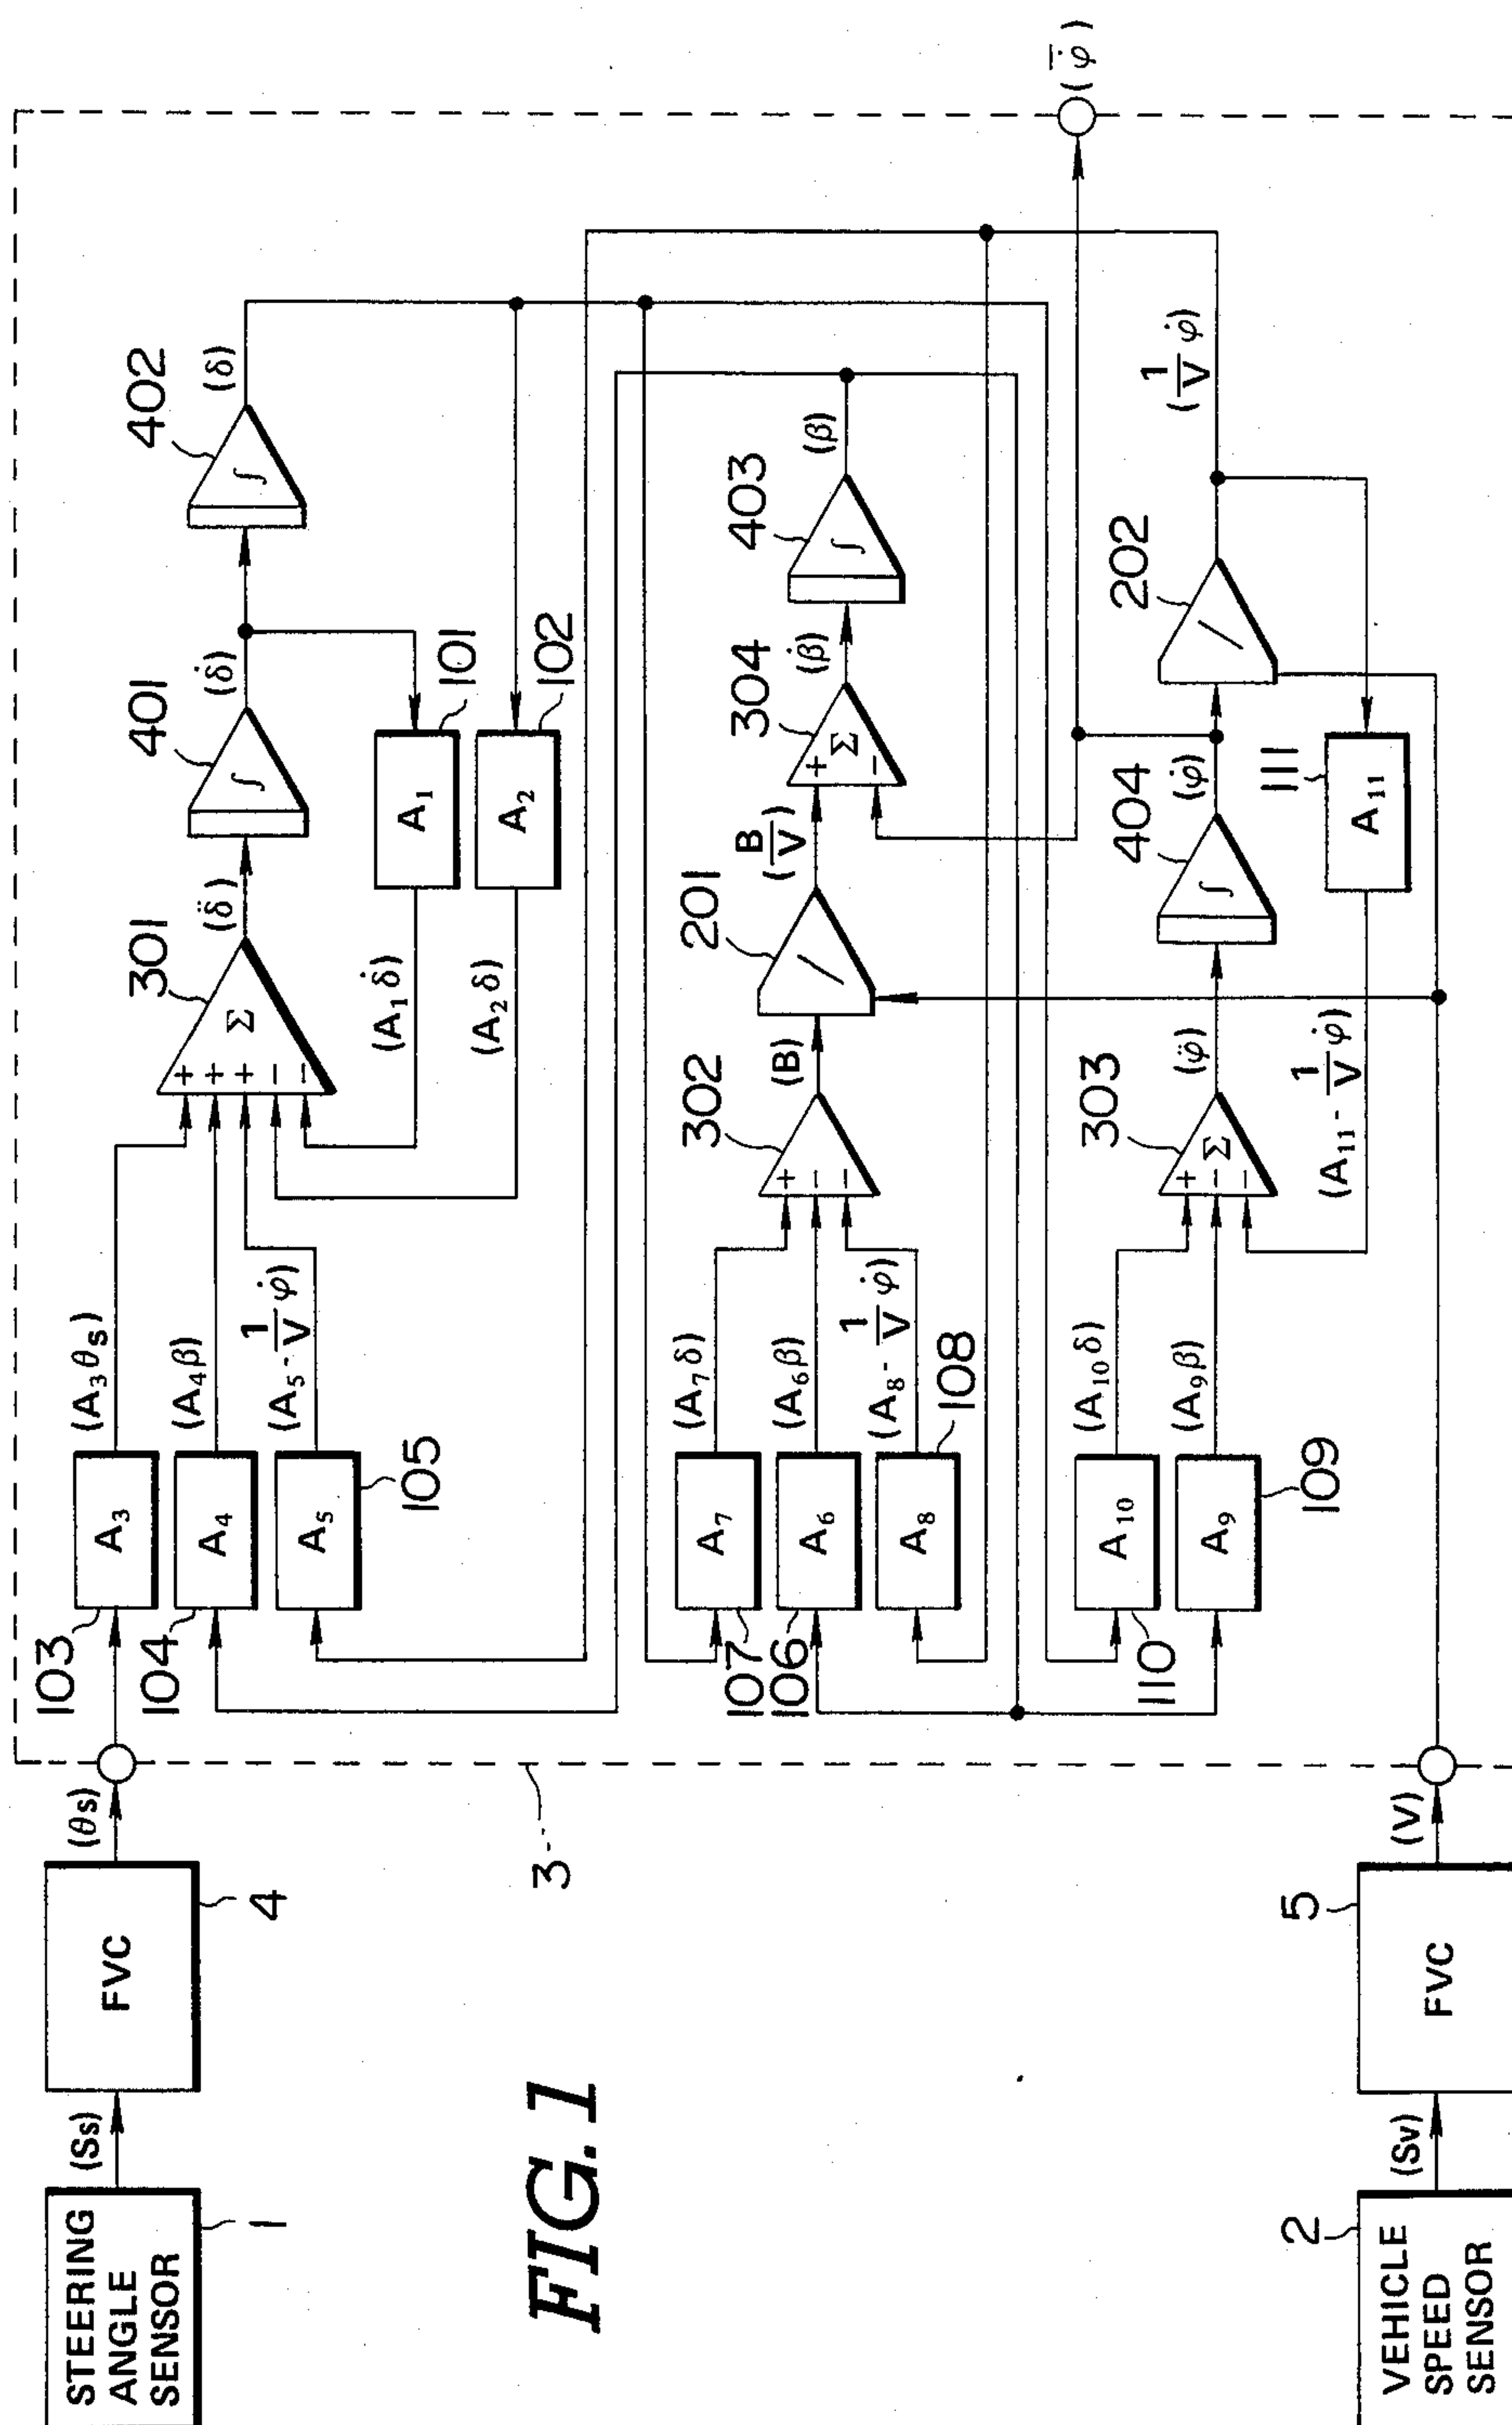 STEERING
ANGLE
SENSOR
1
(Ss)
FVC
4
(θs)
3
103
A₃
(A₃θs)
104
A₄
(A₄β)
A₅
105
(A₅-1/V φ̇)
301
+ + + − −
Σ
(δ̈)
401
∫
(δ̇)
402
∫
(δ)
A₁
101
(A₁δ̇)
A₂
102
(A₂δ)
107
A₇
(A₇δ)
106
A₆
(A₆β)
A₈
108
(A₈-1/V φ̇)
302
+ − −
(B)
201
/
(B/V)
304
+ −
Σ
(β̇)
403
∫
(β)
110
A₁₀
(A₁₀δ)
A₉
109
(A₉β)
303
+ − −
Σ
(φ̈)
404
∫
(φ̇)
202
/
(1/V φ̇)
111
A₁₁
(A₁₁-1/V φ̇)
(φ̇̅)
VEHICLE
SPEED
SENSOR
2
(Sv)
FVC
5
(V)
FIG.1